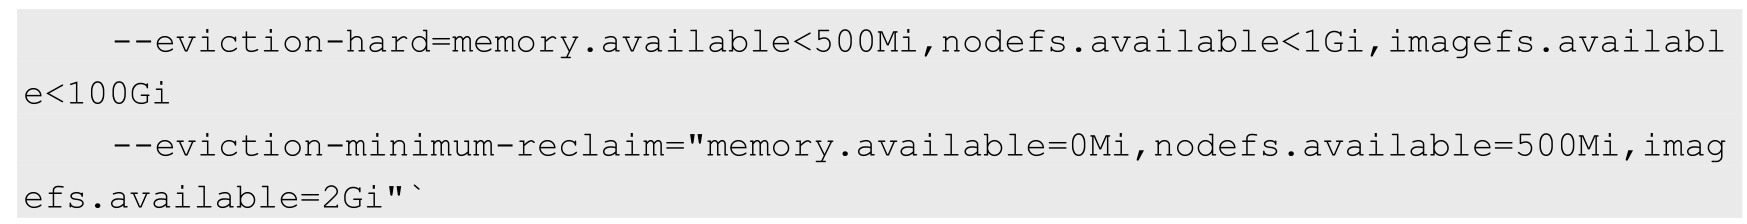 --eviction-hard=memory.available<500Mi,nodefs.available<1Gi,imagefs.availabl
e<100Gi
--eviction-minimum-reclaim="memory.available=0Mi,nodefs.available=500Mi,imag
efs.available=2Gi"`